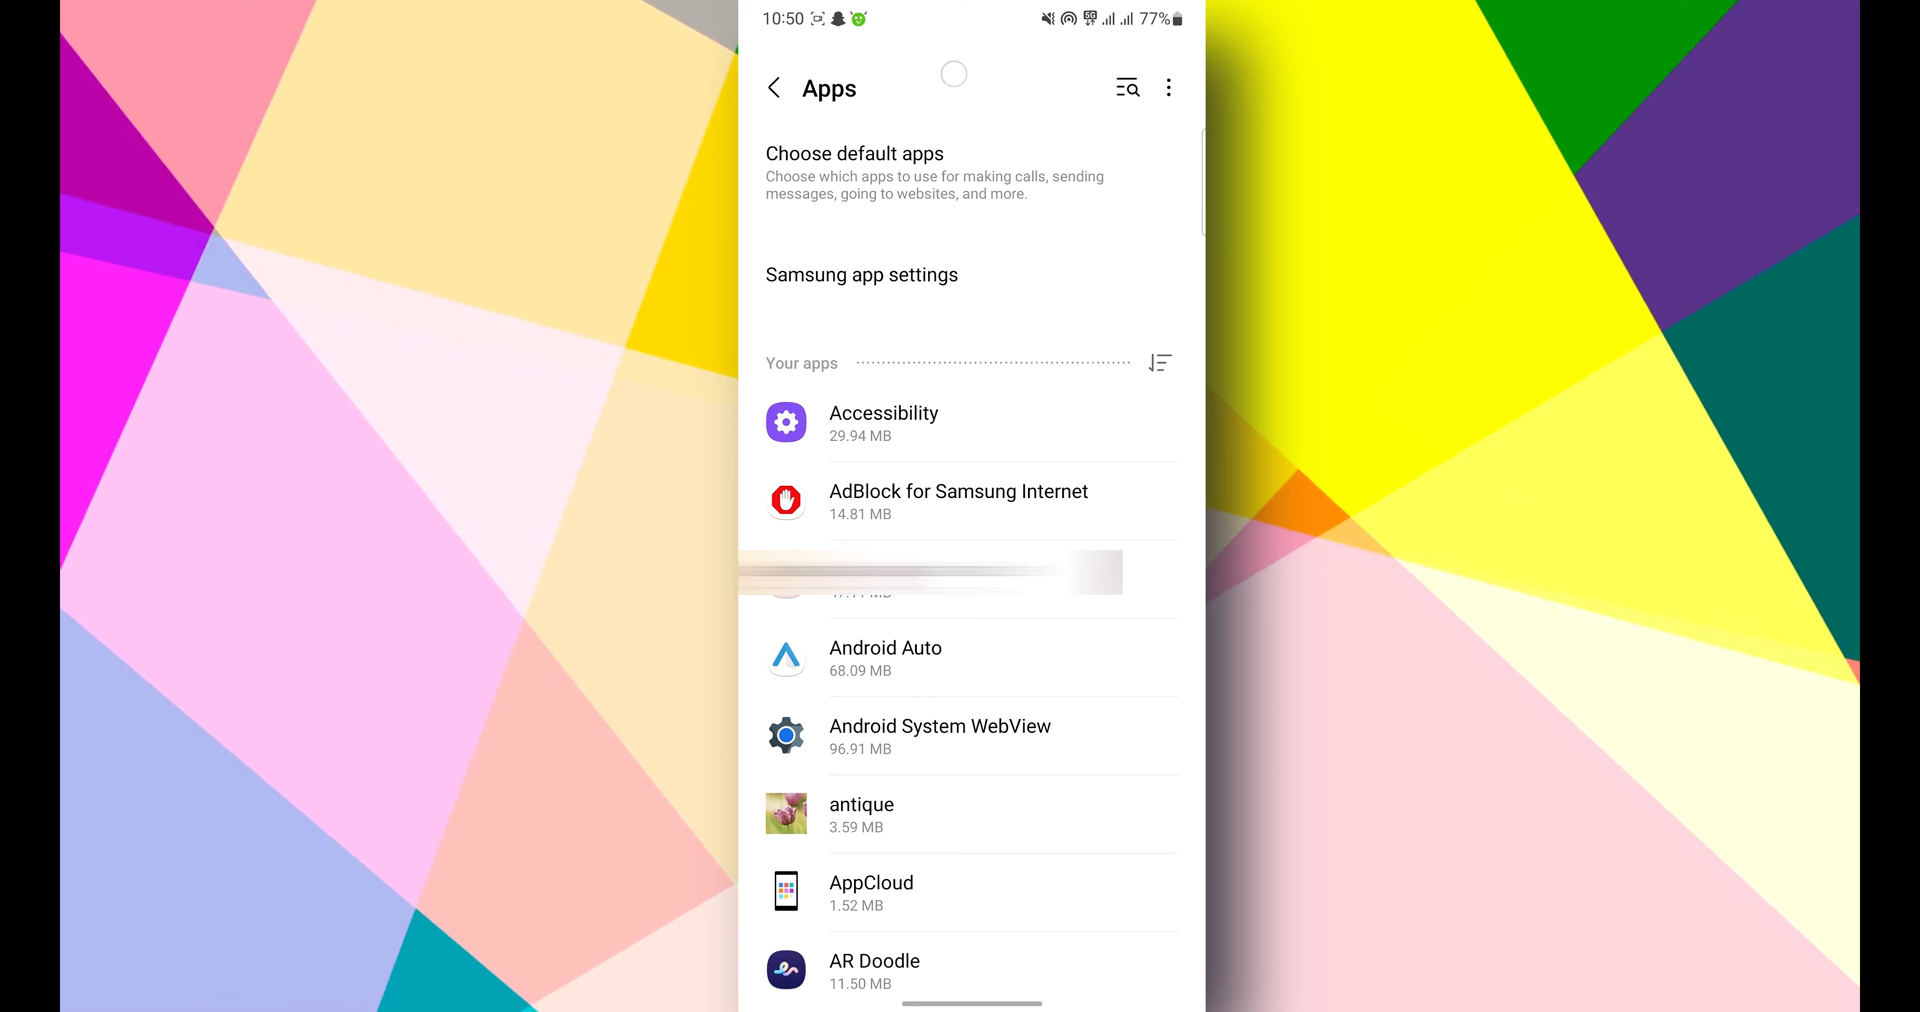 10:50
5G
77%
Apps
Choose default apps
Choose which apps to use for making calls, sending
messages, going to websites, and more.
Samsung app settings
Your apps
Accessibility
29.94 MB
AdBlock for Samsung Internet
14.81 MB
Android Auto
68.09 MB
Android System WebView
96.91 MB
antique
3.59 MB
AppCloud
1.52 MB
AR Doodle
11.50 MB